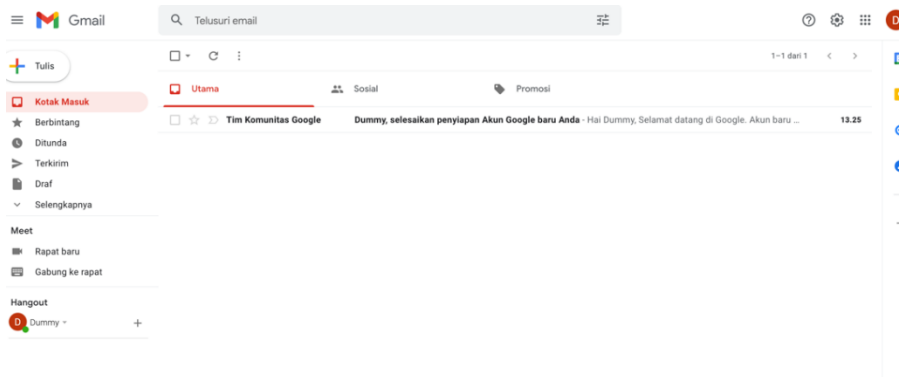 Gmail
Telusuri email
D
Tulis
1–1 dari 1
Utama
Sosial
Promosi
Kotak Masuk
Tim Komunitas Google Dummy, selesaikan penyiapan Akun Google baru Anda - Hai Dummy, Selamat datang di Google. Akun baru ... 13.25
Berbintang
Ditunda
Terkirim
Draf
Selengkapnya
Meet
Rapat baru
Gabung ke rapat
Hangout
D Dummy